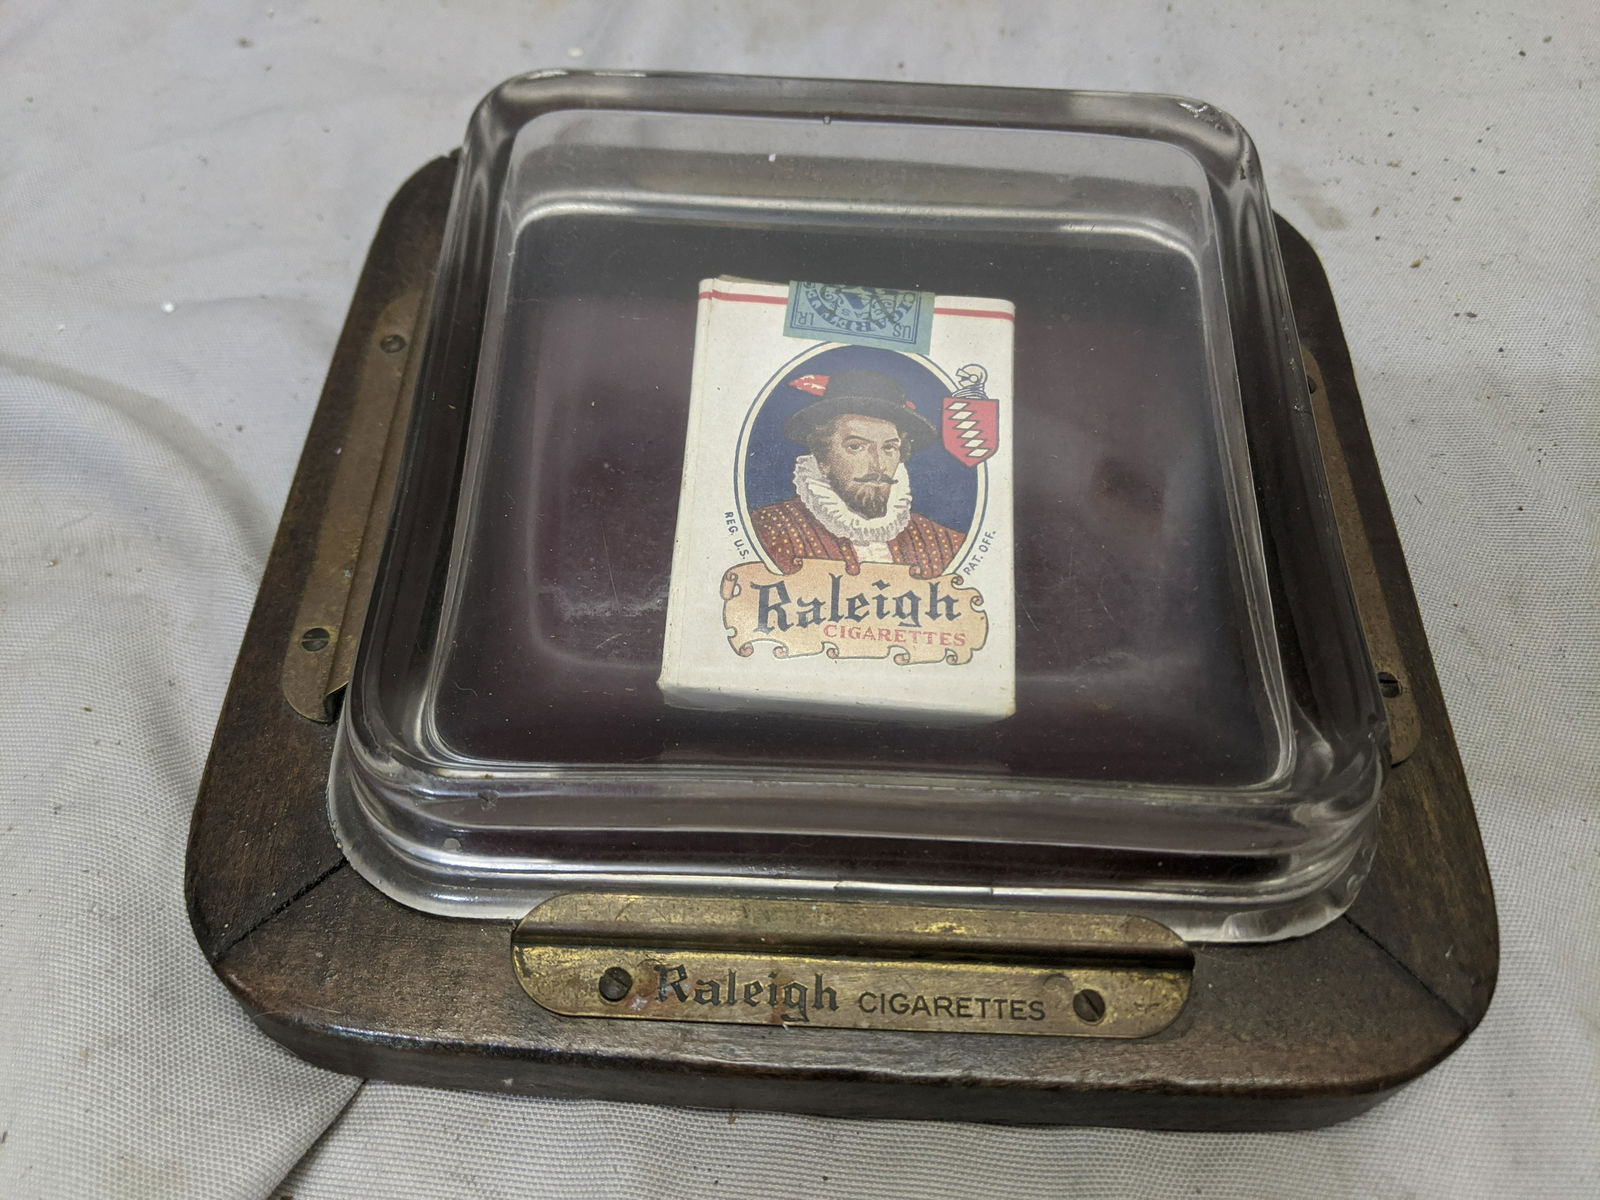 REG. U.S. PAT. OFF.
Raleigh
CIGARETTES
Raleigh CIGARETTES